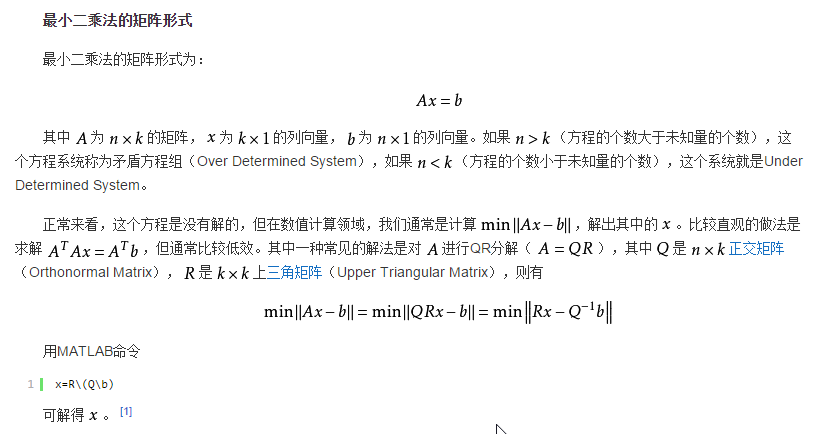 最小二乘法的矩阵形式
最小二乘法的矩阵形式为：
Ax = b
其中 A 为 n × k 的矩阵， x 为 k × 1 的列向量， b 为 n × 1 的列向量。如果 n > k （方程的个数大于未知量的个数），这
个方程系统称为矛盾方程组（Over Determined System），如果 n < k （方程的个数小于未知量的个数），这个系统就是Under
Determined System。
正常来看，这个方程是没有解的，但在数值计算领域，我们通常是计算 min ||Ax − b|| ，解出其中的 x 。比较直观的做法是
求解 AᵀAx = Aᵀb ，但通常比较低效。其中一种常见的解法是对 A 进行QR分解（ A = QR ），其中 Q 是 n × k 正交矩阵
（Orthonormal Matrix）， R 是 k × k 上三角矩阵（Upper Triangular Matrix），则有
min||Ax − b|| = min||QRx − b|| = min||Rx − Q⁻¹b||
用MATLAB命令
1 x=R\(Q\b)
可解得 x 。 [1]